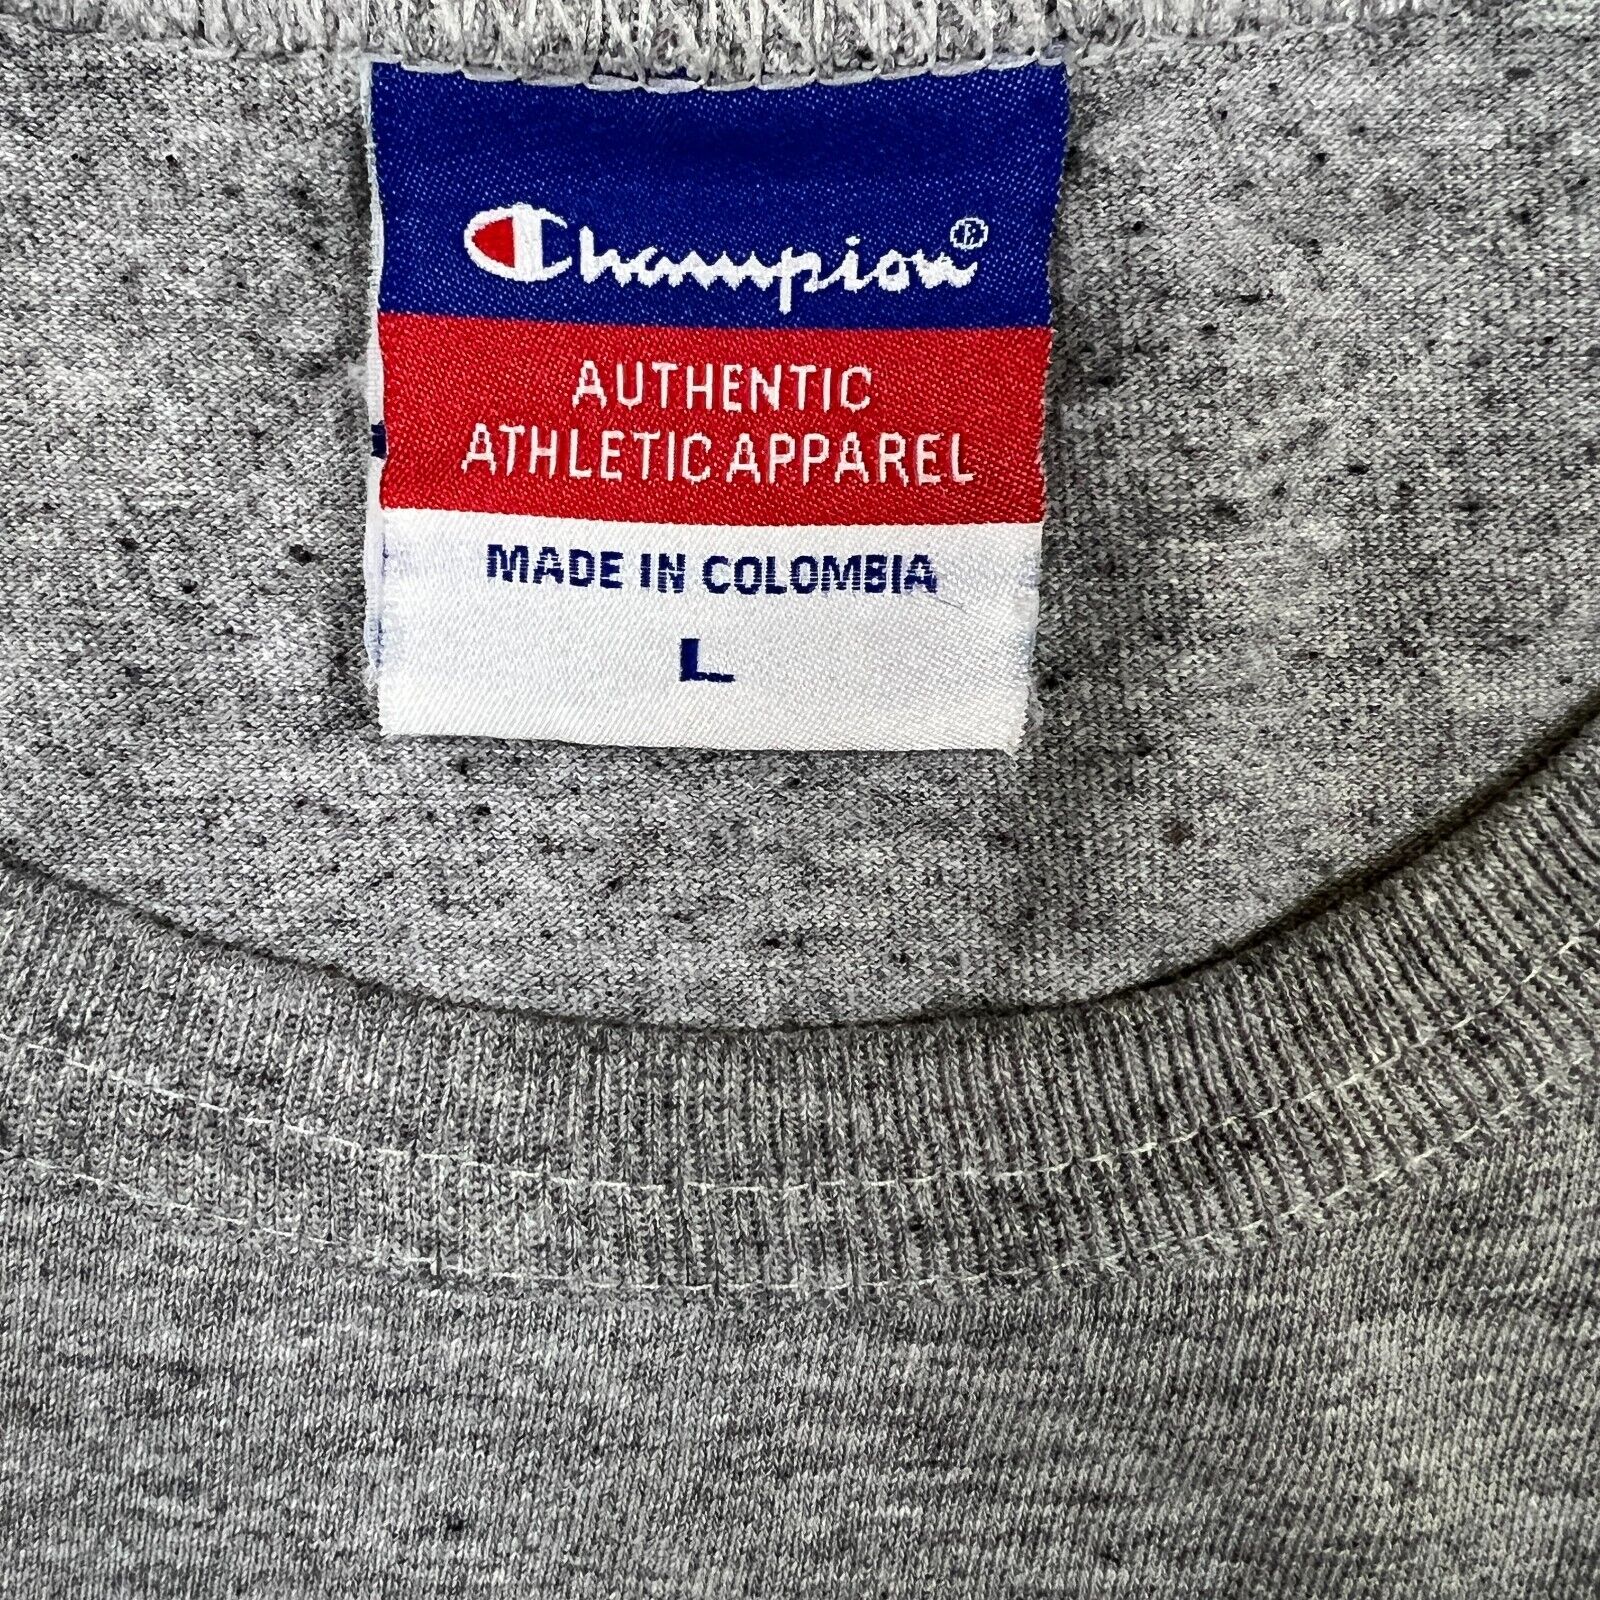 Champion®
AUTHENTIC
ATHLETIC APPAREL
MADE IN COLOMBIA
L